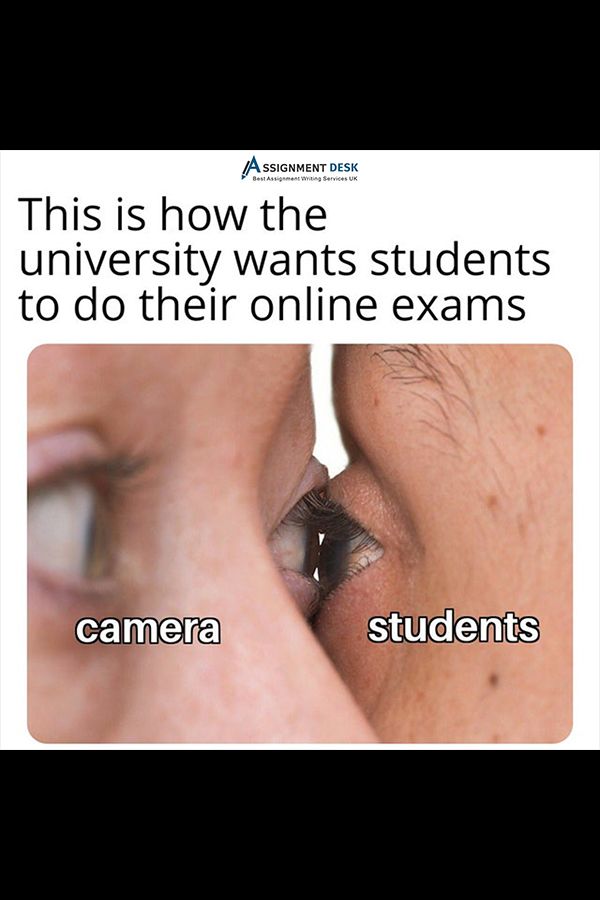 ASSIGNMENT DESK
Best Assignment Writing Services UK
This is how the
university wants students
to do their online exams
camera
students